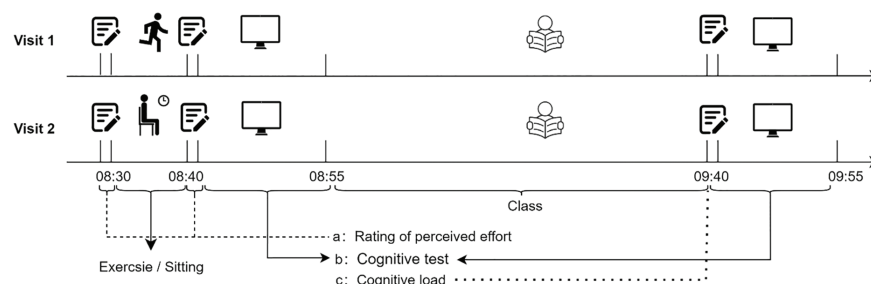 Visit 1
Visit 2
08:30 08:40 08:55 09:40 09:55
Class
a: Rating of perceived effort
Exercsie / Sitting
b: Cognitive test
c: Cognitive load